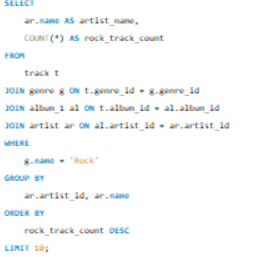 SELECT
ar.name AS artist_name,
COUNT(*) AS rock_track_count
FROM
track t
JOIN genre g ON t.genre_id = g.genre_id
JOIN album_1 al ON t.album_id = al.album_id
JOIN artist ar ON al.artist_id = ar.artist_id
WHERE
g.name = 'Rock'
GROUP BY
ar.artist_id, ar.name
ORDER BY
rock_track_count DESC
LIMIT 10;